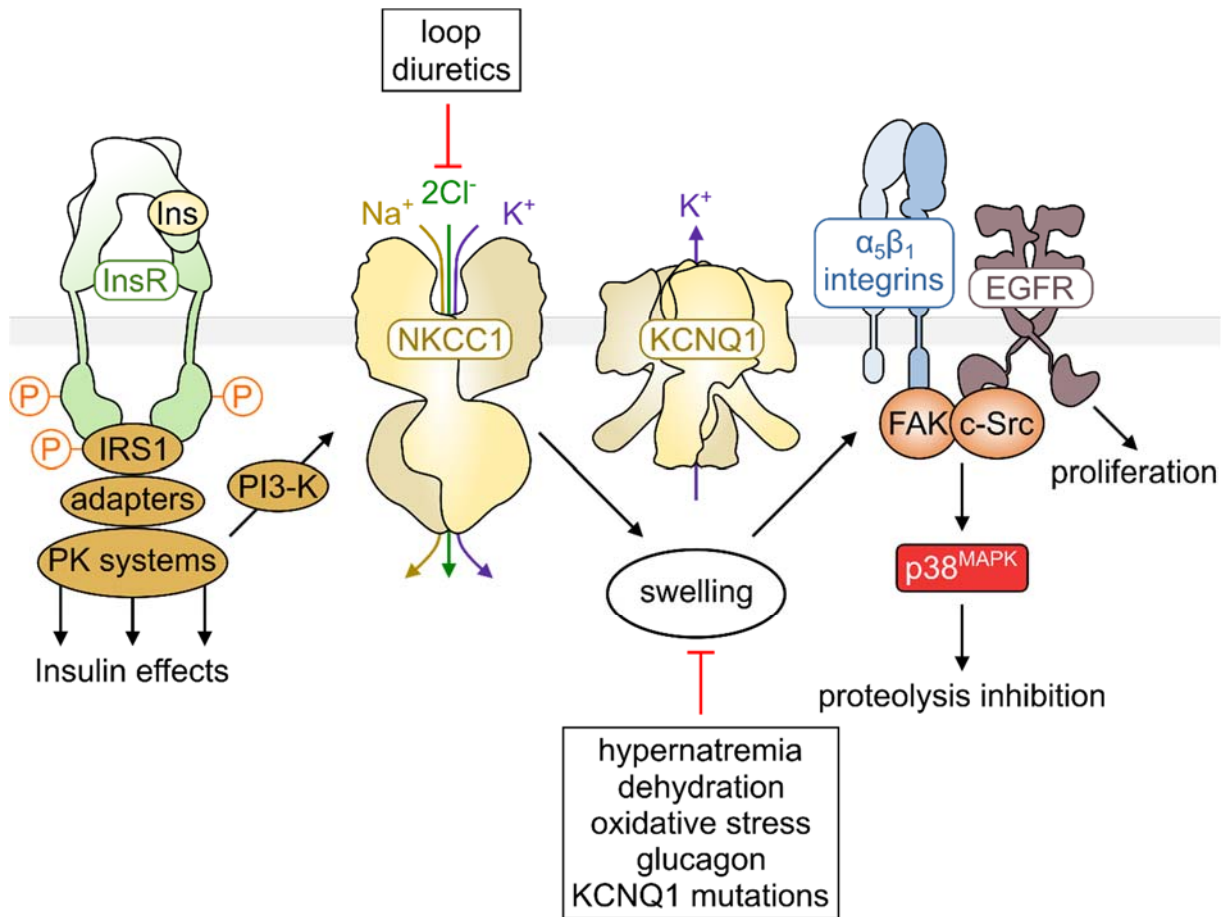 loop
diuretics
2Cl⁻
Na⁺
K⁺
K⁺
Ins
InsR
NKCC1
KCNQ1
α₅β₁
integrins
EGFR
P
P
P
IRS1
adapters
PI3-K
PK systems
Insulin effects
swelling
FAK
c-Src
proliferation
p38ᴹᴬᴾᴷ
proteolysis inhibition
hypernatremia
dehydration
oxidative stress
glucagon
KCNQ1 mutations